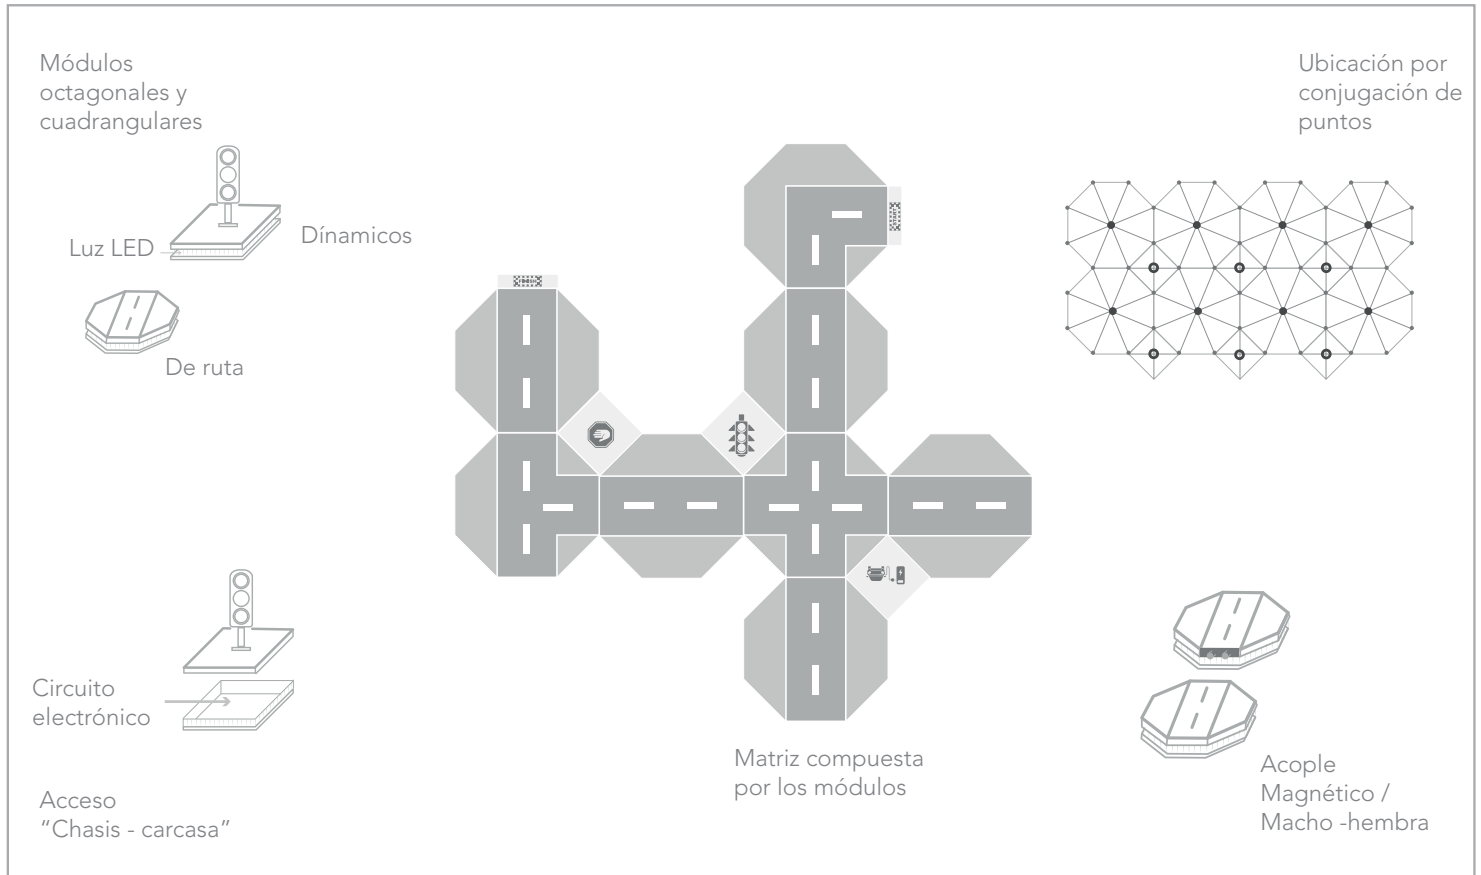 Módulos
octagonales y
cuadrangulares
Luz LED
Dínamicos
De ruta
Ubicación por
conjugación de
puntos
START
Circuito
electrónico
Acceso
“Chasis - carcasa”
Matriz compuesta
por los módulos
Acople
Magnético /
Macho -hembra